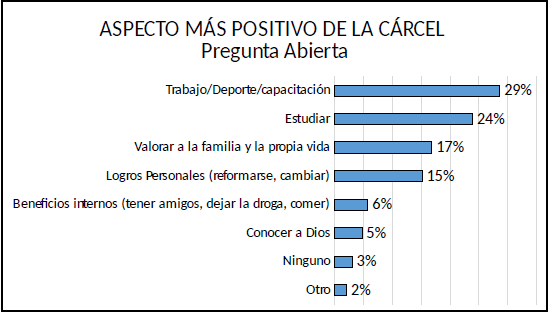 ASPECTO MÁS POSITIVO DE LA CÁRCEL
Pregunta Abierta
Trabajo/Deporte/capacitación 29%
Estudiar 24%
Valorar a la familia y la propia vida 17%
Logros Personales (reformarse, cambiar) 15%
Beneficios internos (tener amigos, dejar la droga, comer) 6%
Conocer a Dios 5%
Ninguno 3%
Otro 2%